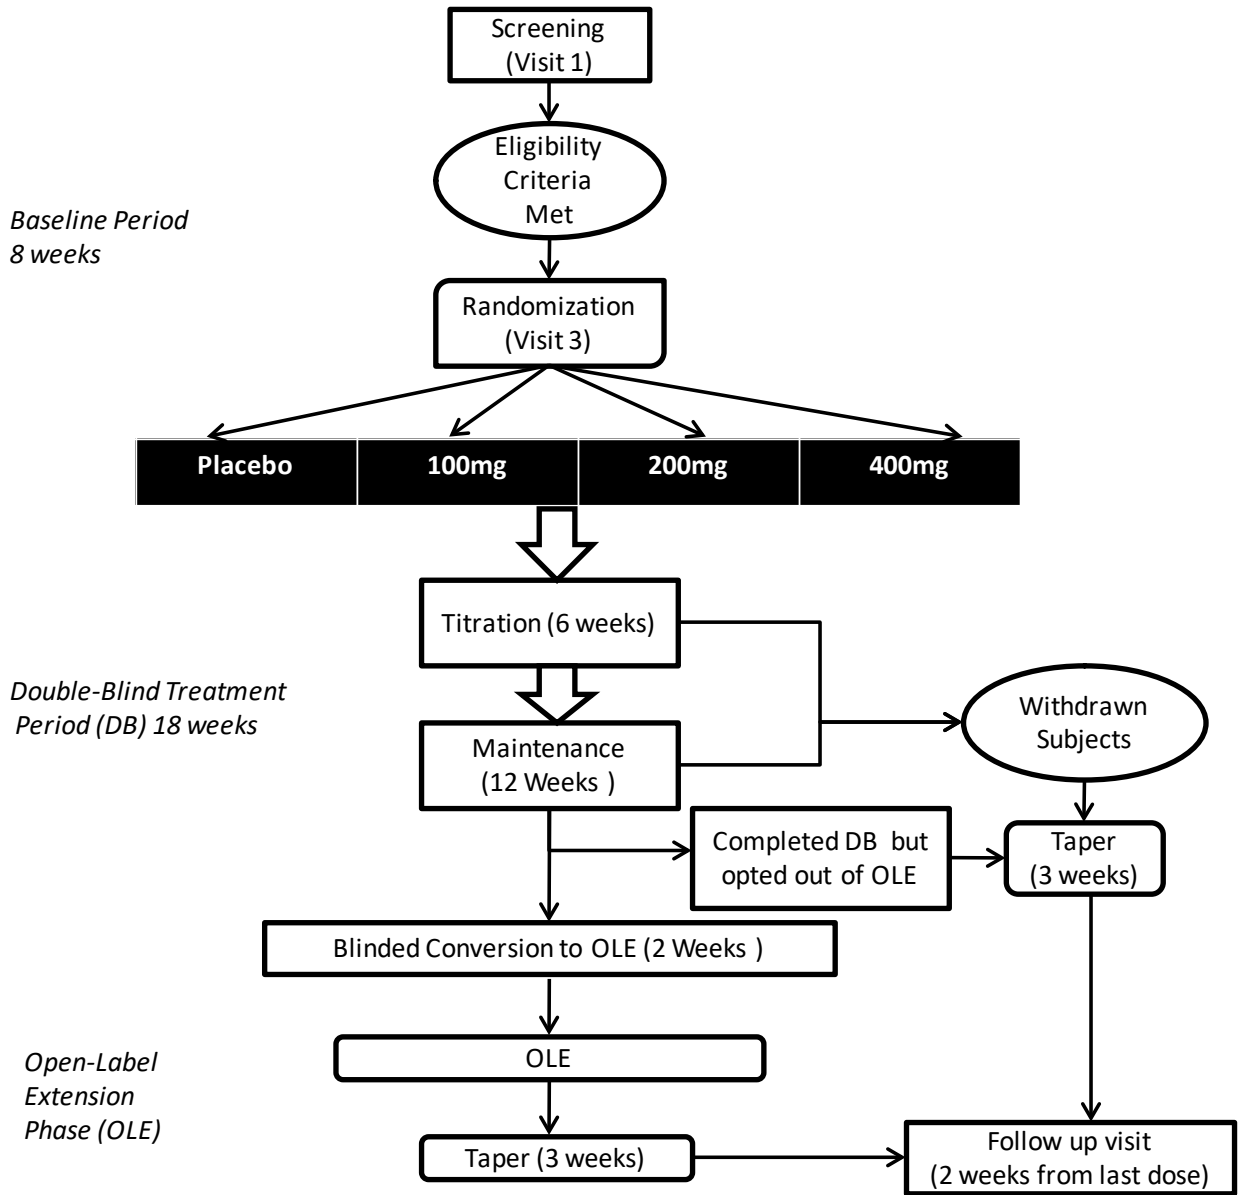 Screening
(Visit 1)
Eligibility
Criteria
Met
Baseline Period
8 weeks
Randomization
(Visit 3)
Placebo
100mg
200mg
400mg
Titration (6 weeks)
Double-Blind Treatment
Period (DB) 18 weeks
Withdrawn
Subjects
Maintenance
(12 Weeks )
Completed DB but
opted out of OLE
Taper
(3 weeks)
Blinded Conversion to OLE (2 Weeks )
OLE
Open-Label
Extension
Phase (OLE)
Taper (3 weeks)
Follow up visit
(2 weeks from last dose)